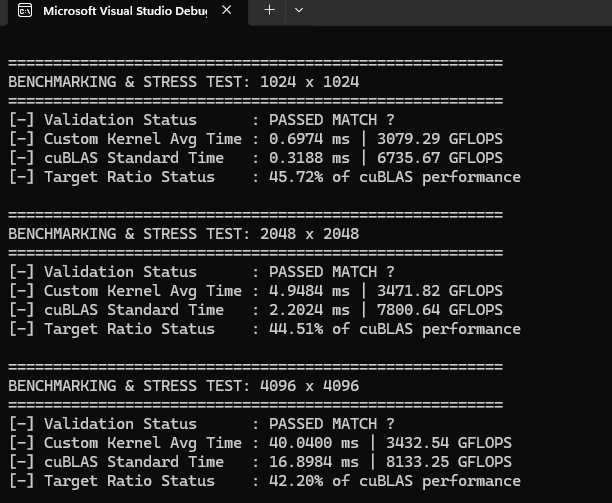 Microsoft Visual Studio Debu
==================================================
BENCHMARKING & STRESS TEST: 1024 x 1024
==================================================
[-] Validation Status : PASSED MATCH ?
[-] Custom Kernel Avg Time : 0.6974 ms | 3079.29 GFLOPS
[-] cuBLAS Standard Time : 0.3188 ms | 6735.67 GFLOPS
[-] Target Ratio Status : 45.72% of cuBLAS performance
==================================================
BENCHMARKING & STRESS TEST: 2048 x 2048
==================================================
[-] Validation Status : PASSED MATCH ?
[-] Custom Kernel Avg Time : 4.9484 ms | 3471.82 GFLOPS
[-] cuBLAS Standard Time : 2.2024 ms | 7800.64 GFLOPS
[-] Target Ratio Status : 44.51% of cuBLAS performance
==================================================
BENCHMARKING & STRESS TEST: 4096 x 4096
==================================================
[-] Validation Status : PASSED MATCH ?
[-] Custom Kernel Avg Time : 40.0400 ms | 3432.54 GFLOPS
[-] cuBLAS Standard Time : 16.8984 ms | 8133.25 GFLOPS
[-] Target Ratio Status : 42.20% of cuBLAS performance